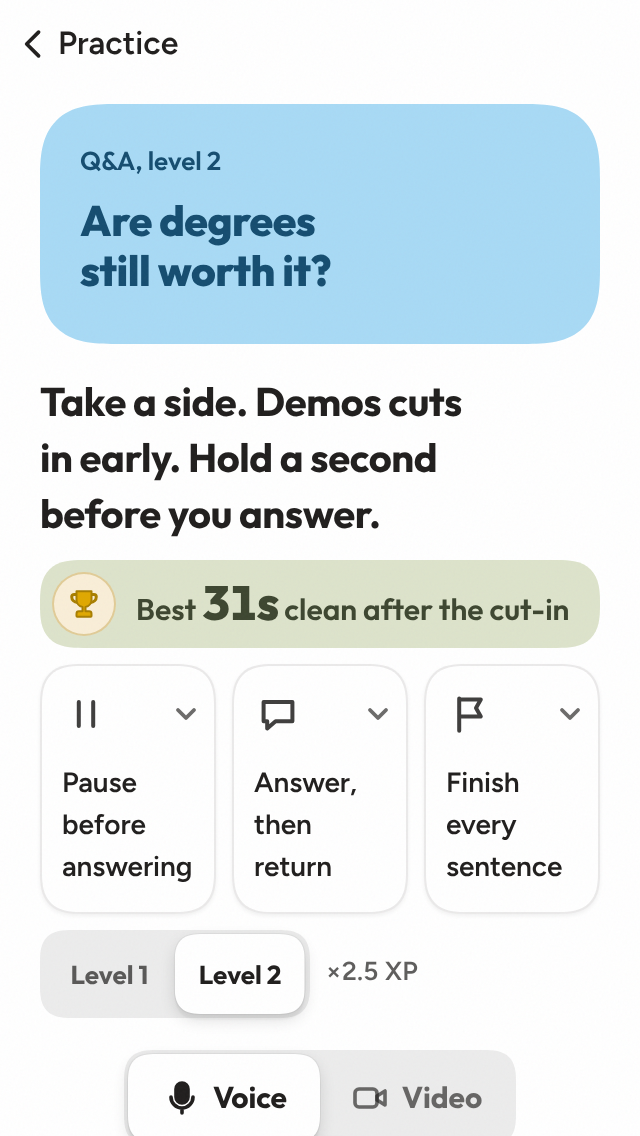 Practice
Q&A, level 2
Are degrees
still worth it?
Take a side. Demos cuts
in early. Hold a second
before you answer.
Best 31s clean after the cut-in
Pause
before
answering
Answer,
then
return
Finish
every
sentence
Level 1 Level 2 ×2.5 XP
Voice Video